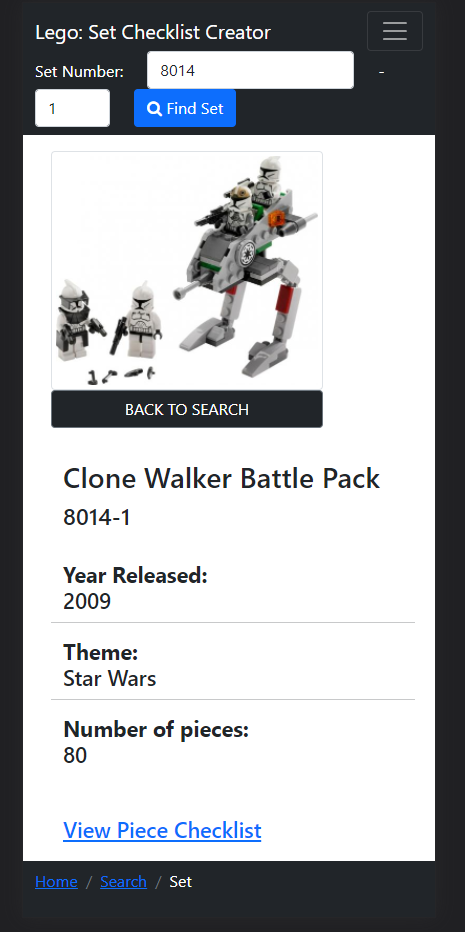 Lego: Set Checklist Creator
Set Number: 8014 -
1 Find Set
BACK TO SEARCH
Clone Walker Battle Pack
8014-1
Year Released:
2009
Theme:
Star Wars
Number of pieces:
80
View Piece Checklist
Home / Search / Set